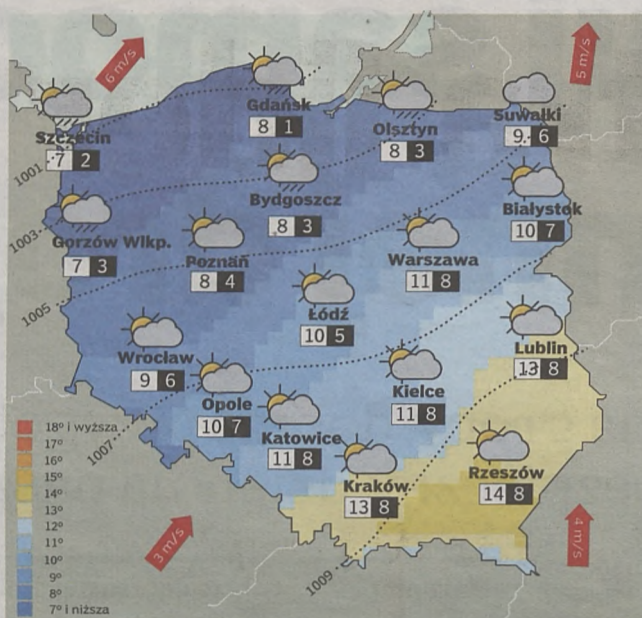 6 m/s
5 m/s
Gdańsk
8 1
Szczecin
7 2
Olsztyn
8 3
Suwałki
9 6
1001
Bydgoszcz
8 3
Białystok
10 7
1003
Gorzów Wlkp.
7 3
Poznań
8 4
Warszawa
11 8
1005
Łódź
10 5
Wrocław
9 6
Lublin
13 8
Opole
10 7
Kielce
11 8
Katowice
11 8
1007
Kraków
13 8
Rzeszów
14 8
18° i wyższa
17°
16°
15°
14°
13°
12°
11°
10°
9°
8°
7° i niższa
3 m/s
4 m/s
1009